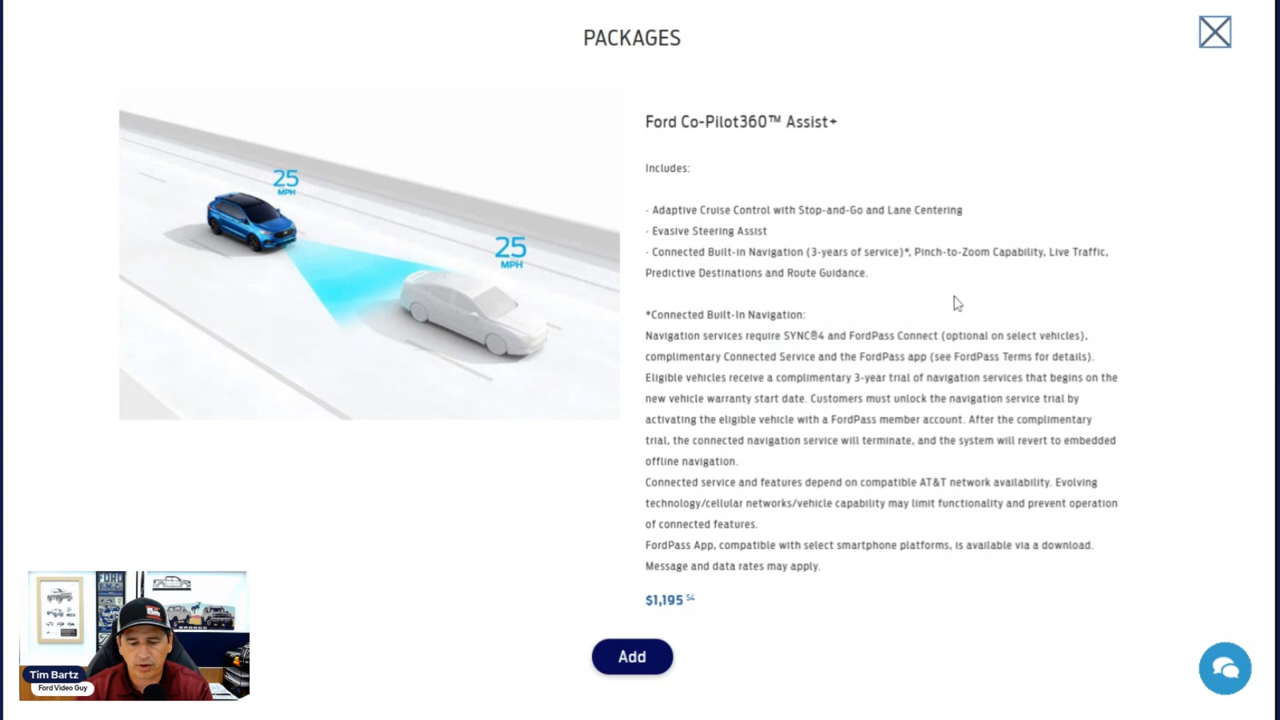 PACKAGES
25
MPH
25
MPH
Ford Co-Pilot360™ Assist+
Includes:
· Adaptive Cruise Control with Stop-and-Go and Lane Centering
· Evasive Steering Assist
· Connected Built-in Navigation (3-years of service)*, Pinch-to-Zoom Capability, Live Traffic,
Predictive Destinations and Route Guidance.
*Connected Built-In Navigation:
Navigation services require SYNC®4 and FordPass Connect (optional on select vehicles),
complimentary Connected Service and the FordPass app (see FordPass Terms for details).
Eligible vehicles receive a complimentary 3-year trial of navigation services that begins on the
new vehicle warranty start date. Customers must unlock the navigation service trial by
activating the eligible vehicle with a FordPass member account. After the complimentary
trial, the connected navigation service will terminate, and the system will revert to embedded
offline navigation.
Connected service and features depend on compatible AT&T network availability. Evolving
technology/cellular networks/vehicle capability may limit functionality and prevent operation
of connected features.
FordPass App, compatible with select smartphone platforms, is available via a download.
Message and data rates may apply.
$1,195 54
Add
FORD
Tim Bartz
Ford Video Guy